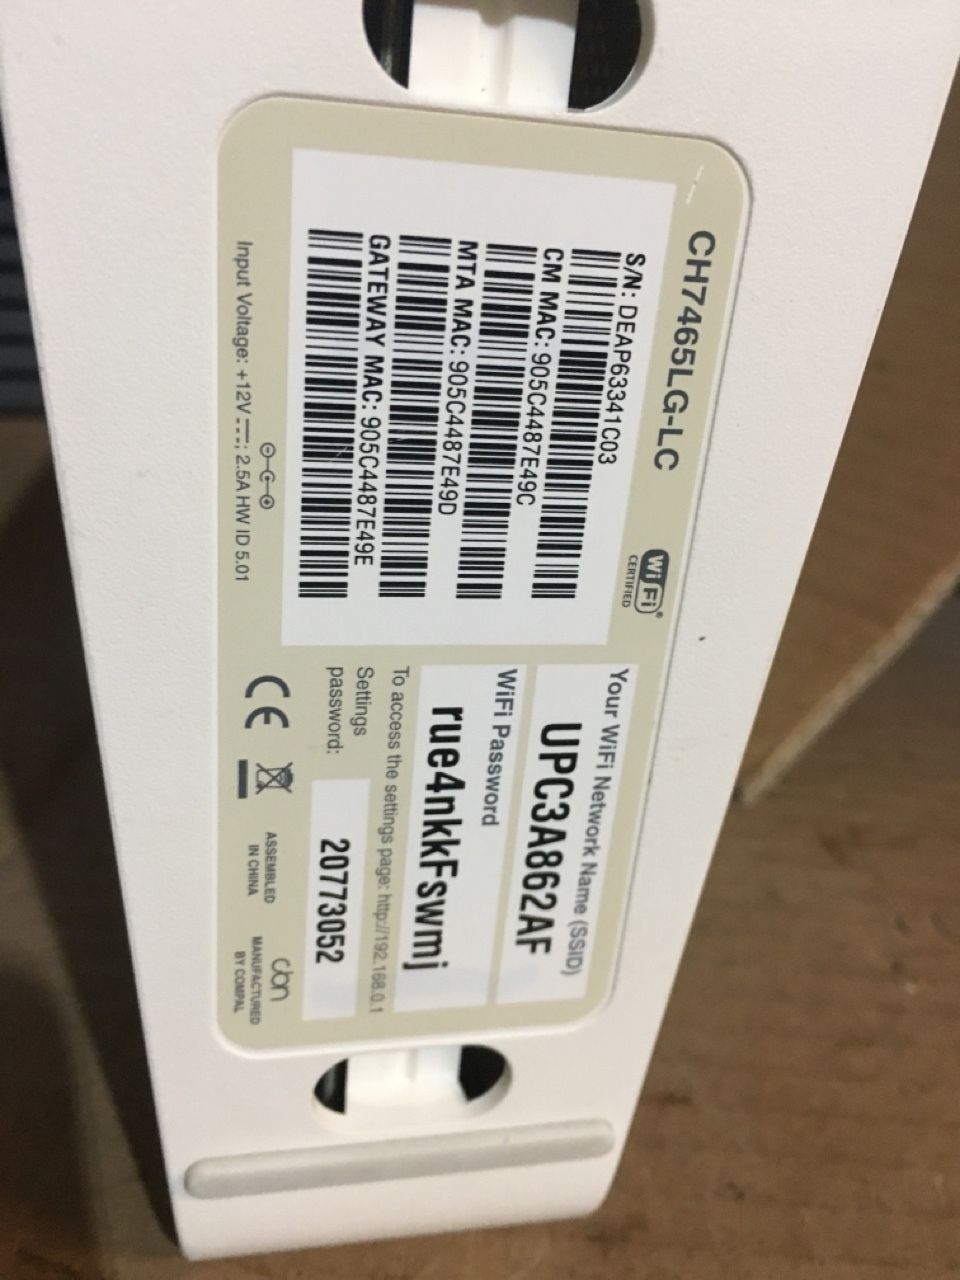 CH7465LG-LC
Wi Fi®
CERTIFIED
S/N: DEAP63341C03
CM MAC: 905C4487E49C
MTA MAC: 905C4487E49D
GATEWAY MAC: 905C4487E49E
Input Voltage: +12V⎓; 2.5A HW ID 5.01
Your WiFi Network Name (SSID)
UPC3A862AF
WiFi Password
rue4nkkFswmj
To access the settings page: http://192.168.0.1
Settings
password:
20773052
CE
ASSEMBLED
IN CHINA
cbn
MANUFACTURED
BY COMPAL